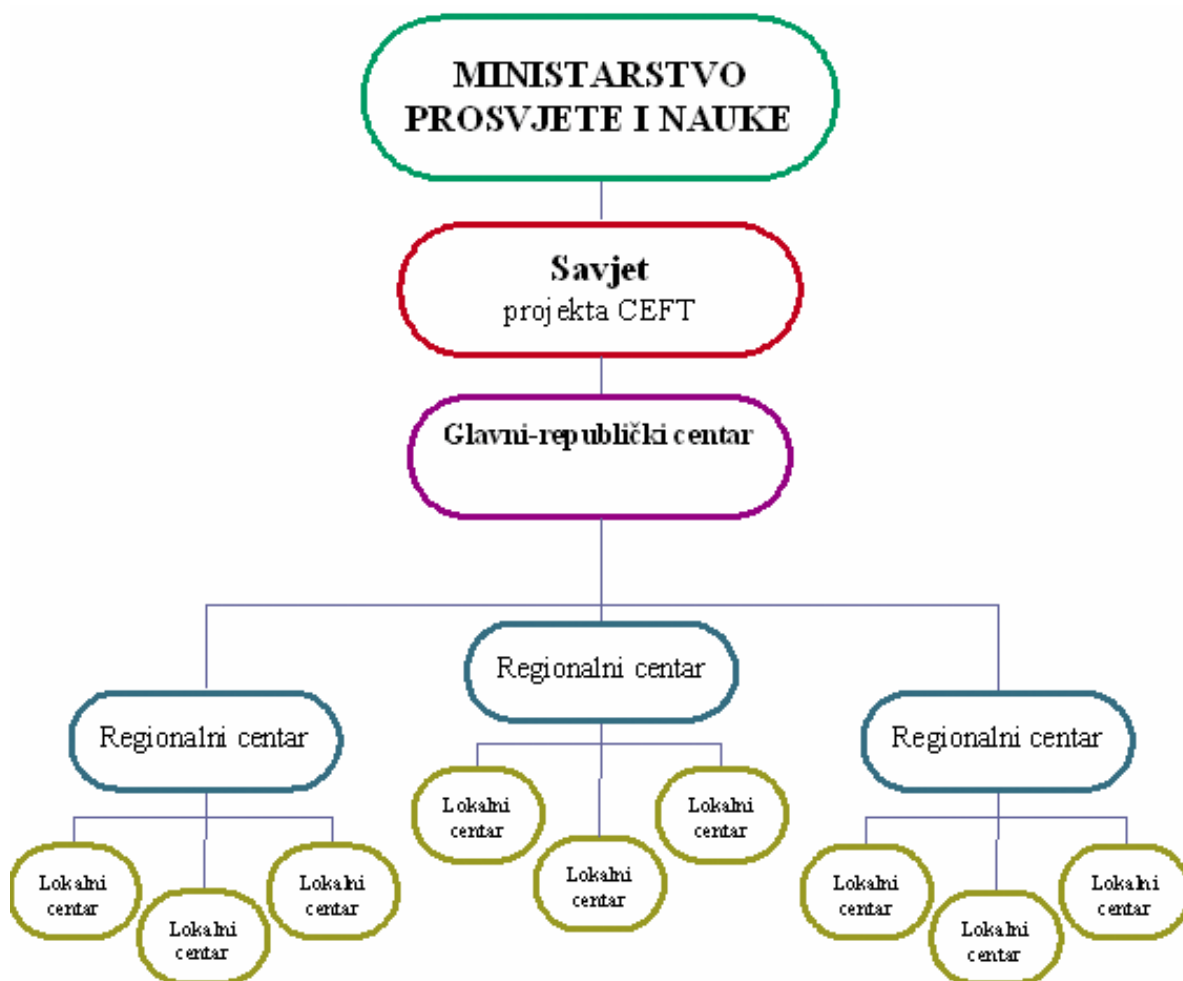 MINISTARSTVO
PROSVJETE I NAUKE
Savjet
projekta CEFT
Glavni-republički centar
Regionalni centar
Regionalni centar
Regionalni centar
Lokalni
centar
Lokalni
centar
Lokalni
centar
Lokalni
centar
Lokalni
centar
Lokalni
centar
Lokalni
centar
Lokalni
centar
Lokalni
centar